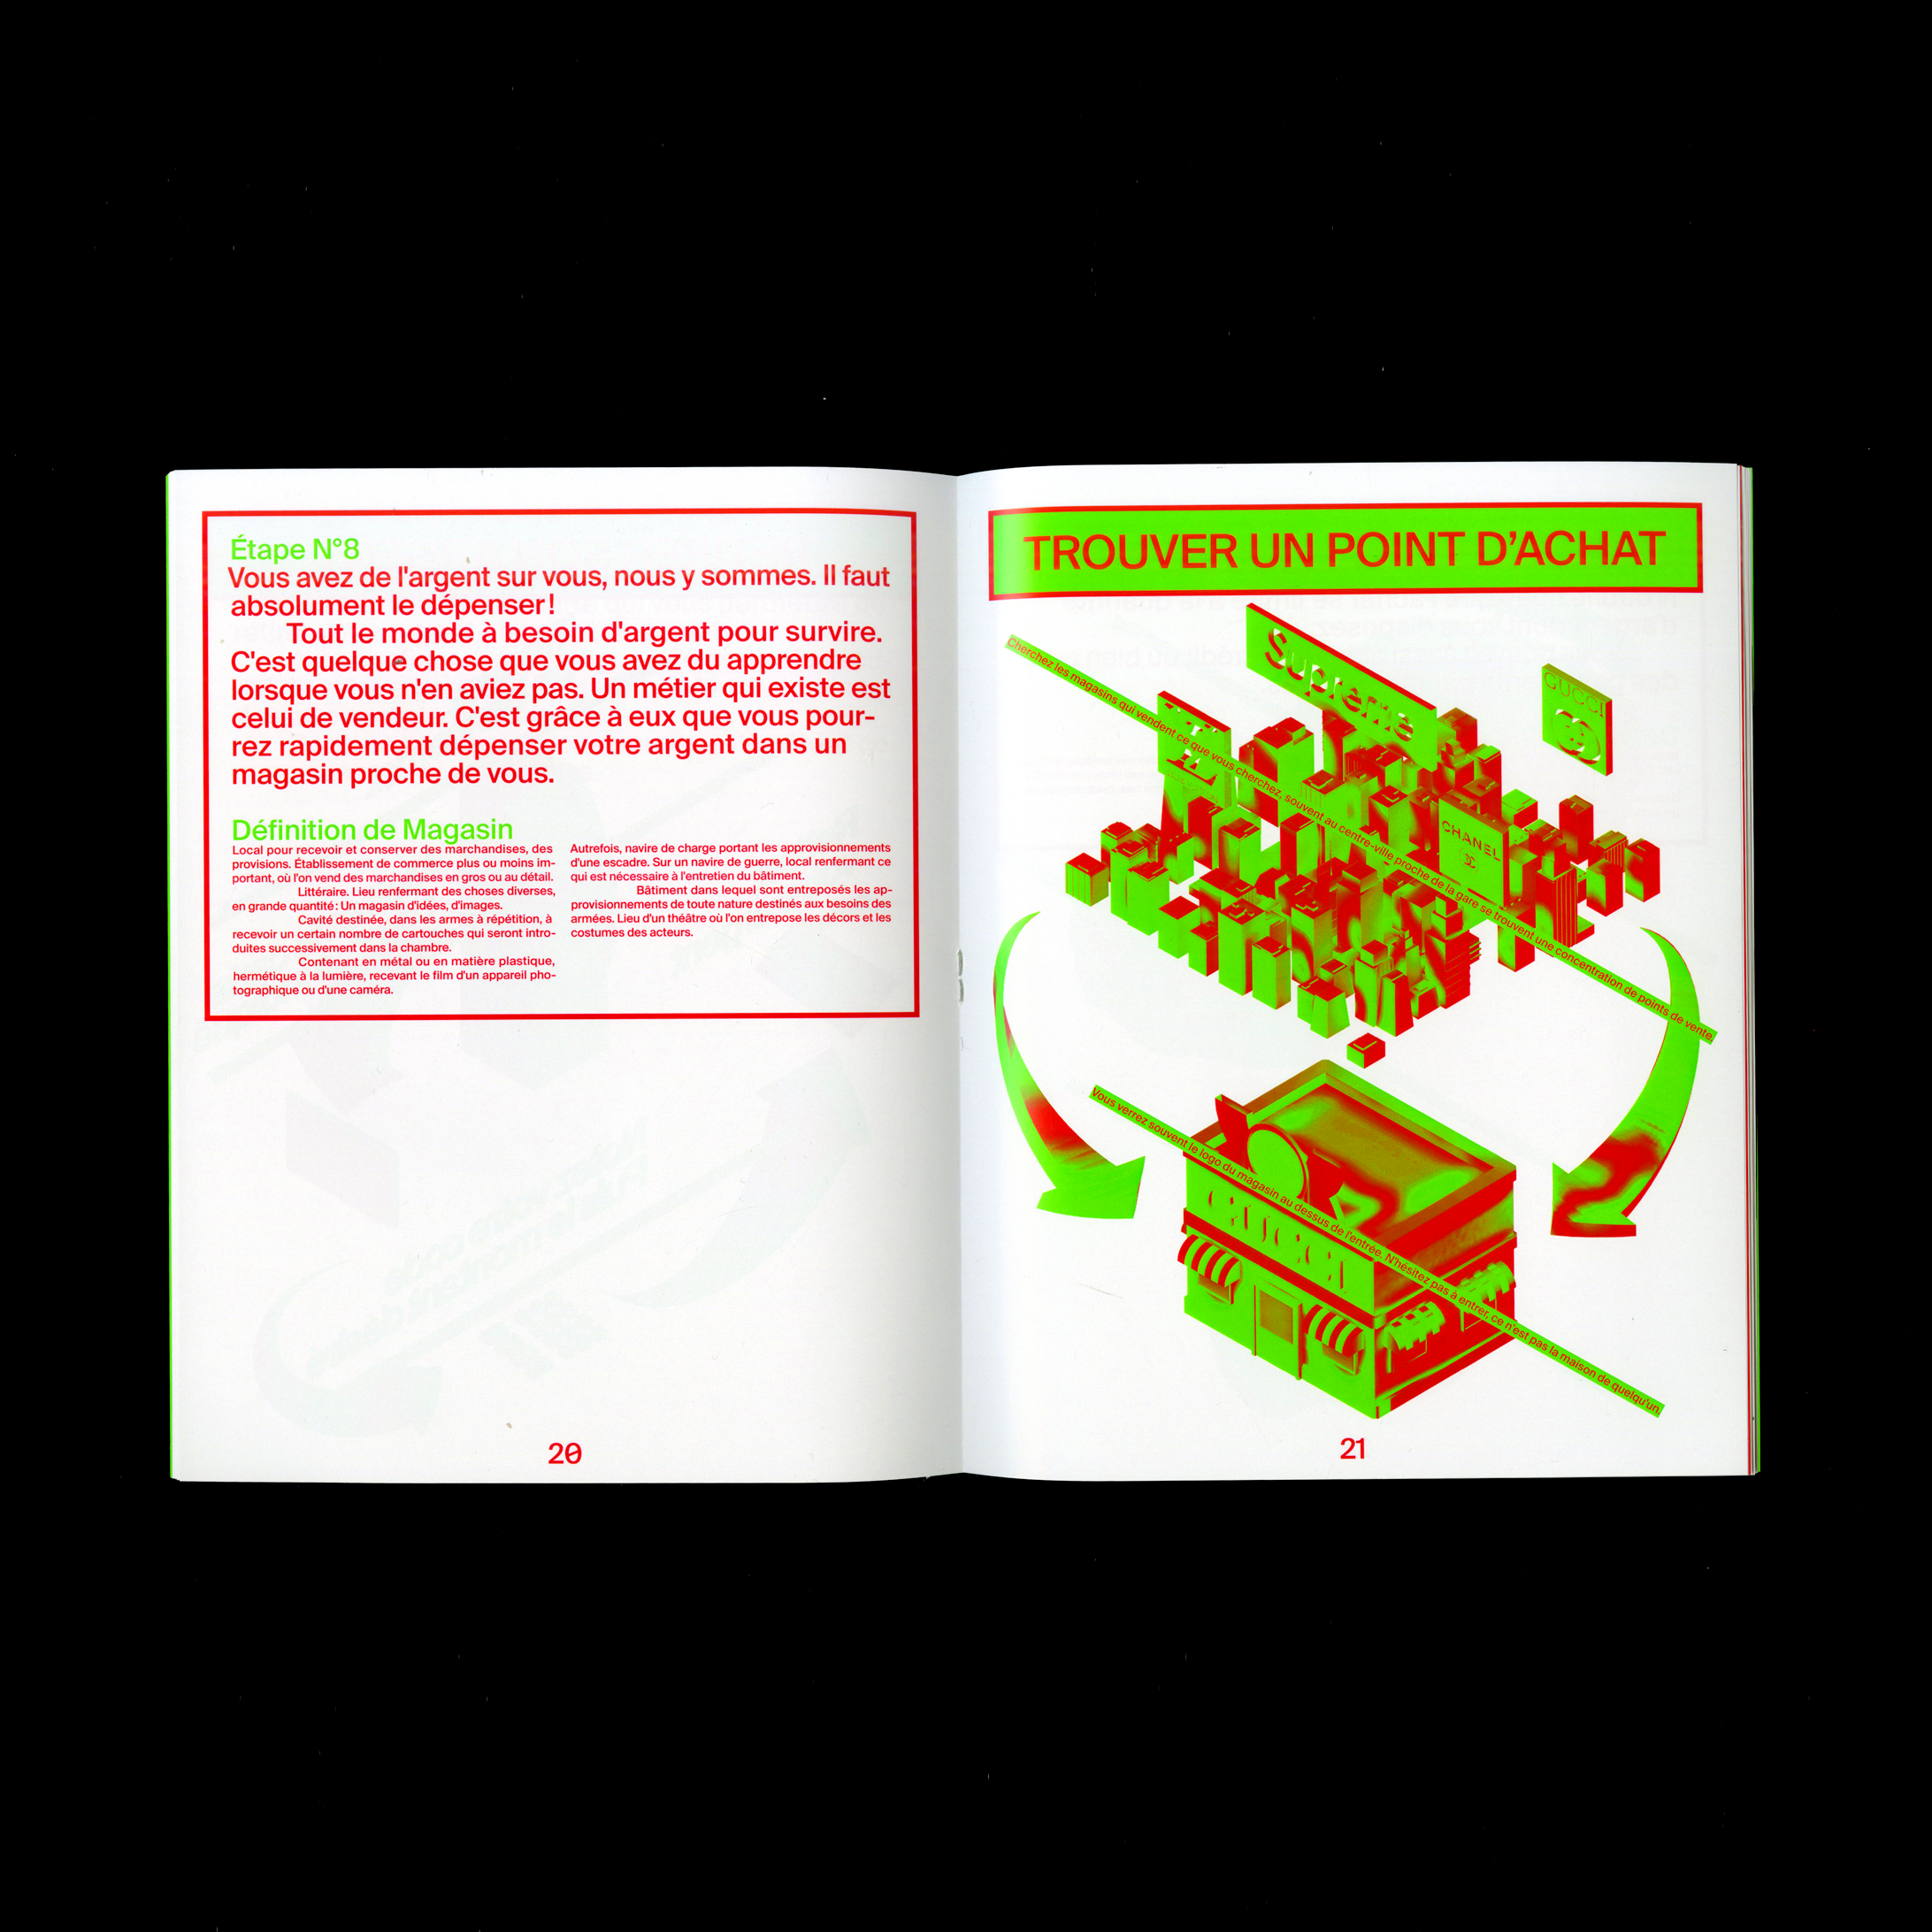 Étape N°8
Vous avez de l'argent sur vous, nous y sommes. Il faut
absolument le dépenser!
Tout le monde à besoin d'argent pour survire.
C'est quelque chose que vous avez du apprendre
lorsque vous n'en aviez pas. Un métier qui existe est
celui de vendeur. C'est grâce à eux que vous pour-
rez rapidement dépenser votre argent dans un
magasin proche de vous.
Définition de Magasin
Local pour recevoir et conserver des marchandises, des
provisions. Établissement de commerce plus ou moins im-
portant, où l'on vend des marchandises en gros ou au détail.
Littéraire. Lieu renfermant des choses diverses,
en grande quantité: Un magasin d'idées, d'images.
Cavité destinée, dans les armes à répétition, à
recevoir un certain nombre de cartouches qui seront intro-
duites successivement dans la chambre.
Contenant en métal ou en matière plastique,
hermétique à la lumière, recevant le film d'un appareil pho-
tographique ou d'une caméra.
Autrefois, navire de charge portant les approvisionnements
d'une escadre. Sur un navire de guerre, local renfermant ce
qui est nécessaire à l'entretien du bâtiment.
Bâtiment dans lequel sont entreposés les ap-
provisionnements de toute nature destinés aux besoins des
armées. Lieu d'un théâtre où l'on entrepose les décors et les
costumes des acteurs.
20
TROUVER UN POINT D'ACHAT
Cherchez les magasins qui vendent ce que vous cherchez, souvent au centre-ville proche de la gare se trouvent une concentration de points de vente.
Supreme
GUCCI
CHANEL
Vous verrez souvent le logo du magasin au dessus de l'entrée. N'hésitez pas à entrer, ce n'est pas la maison de quelqu'un.
21